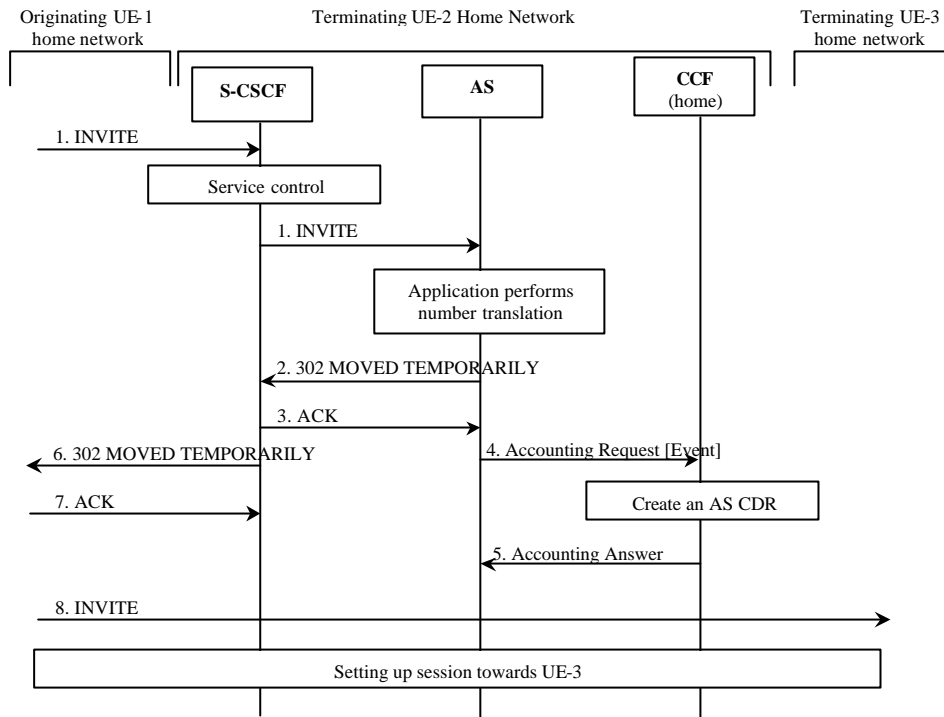 Originating UE-1
home network
Terminating UE-2 Home Network
Terminating UE-3
home network
S-CSCF
AS
CCF
(home)
1. INVITE
Service control
1. INVITE
Application performs
number translation
2. 302 MOVED TEMPORARILY
3. ACK
6. 302 MOVED TEMPORARILY
4. Accounting Request [Event]
7. ACK
Create an AS CDR
5. Accounting Answer
8. INVITE
Setting up session towards UE-3